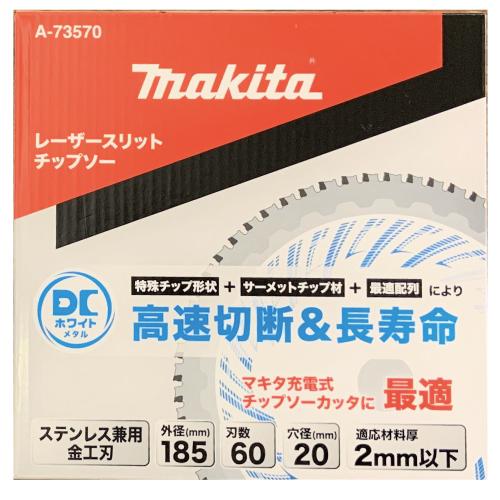 A-73570
makita
レーザースリット
チップソー
DC
ホワイト
メタル
特殊チップ形状 + サーメットチップ材 + 最適配列 により
高速切断&長寿命
マキタ充電式
チップソーカッタに 最適
ステンレス兼用
金工刃
外径(mm)
185
刃数
60
穴径(mm)
20
適応材料厚
2mm以下